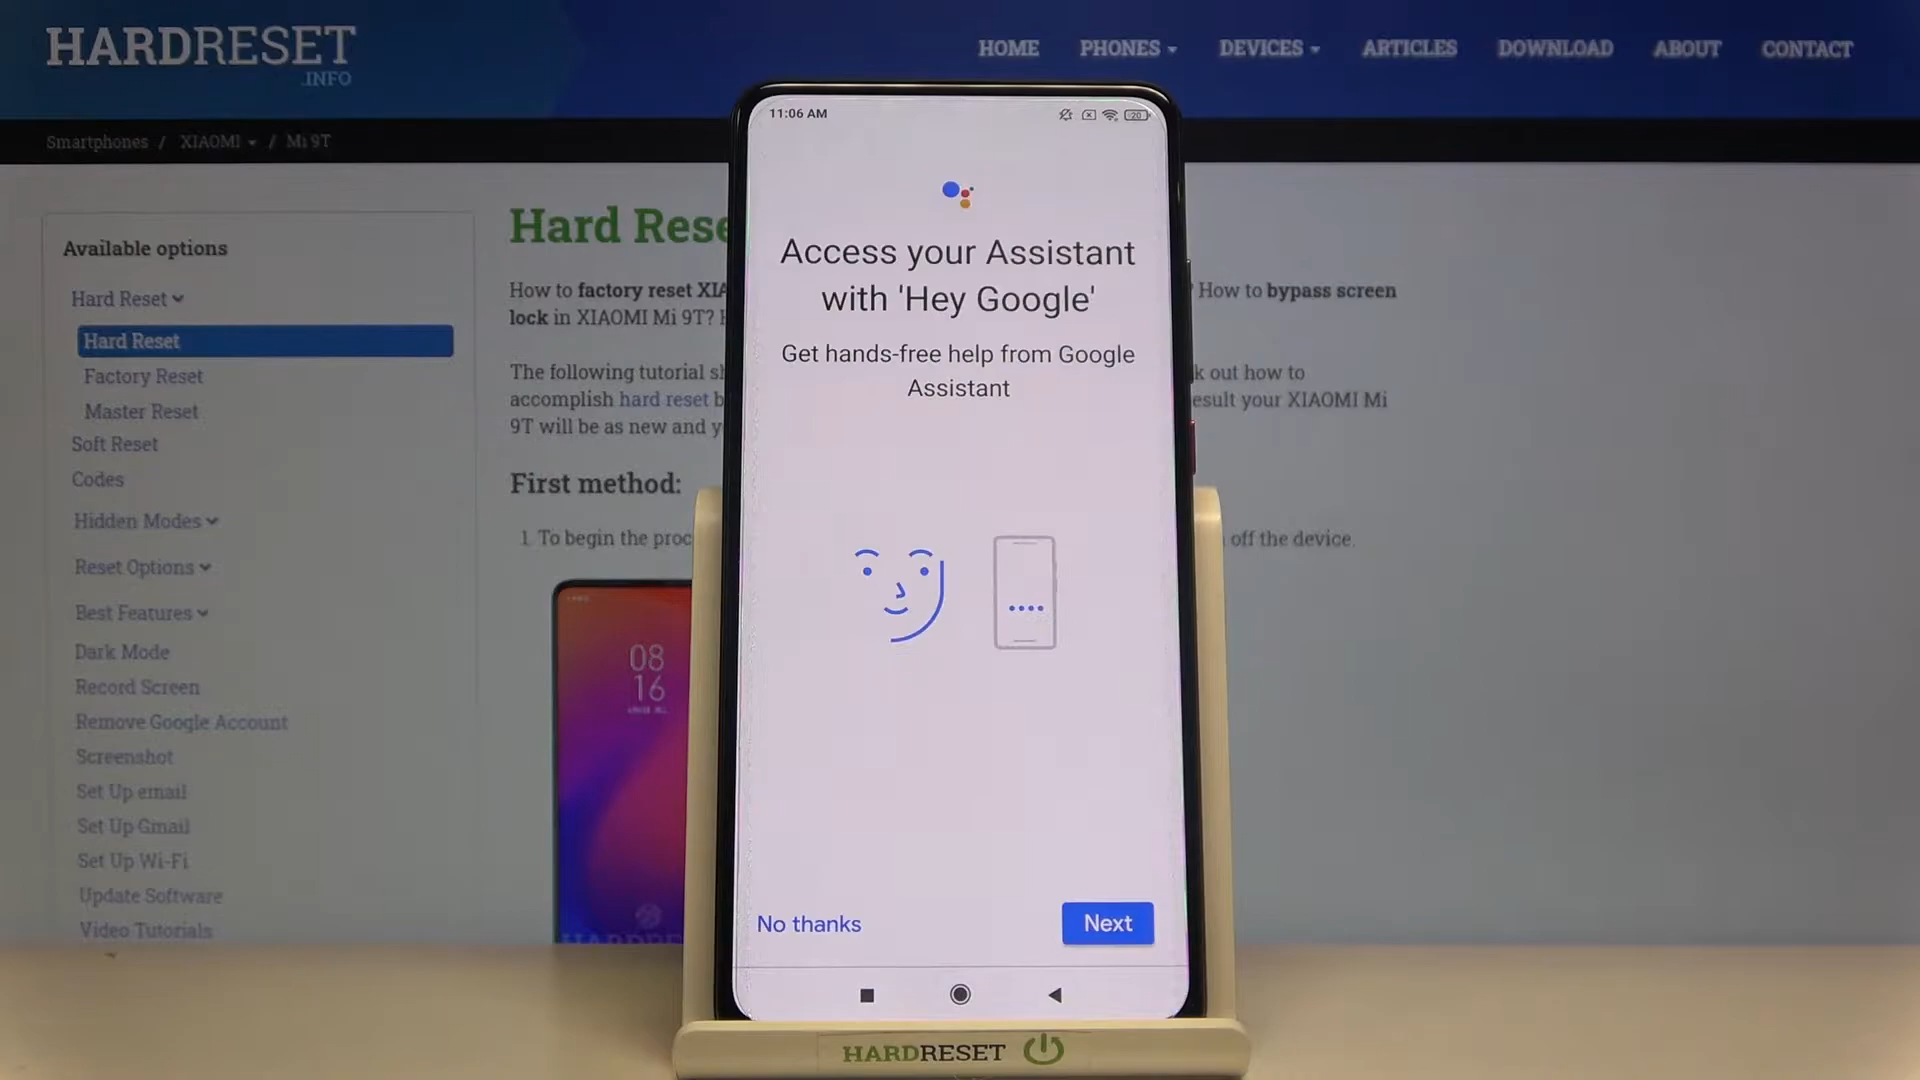 HARDRESET
.INFO
HOME PHONES DEVICES ARTICLES DOWNLOAD ABOUT CONTACT
Smartphones / XIAOMI / Mi 9T
Available options
Hard Reset
Hard Reset
Factory Reset
Master Reset
Soft Reset
Codes
Hidden Modes
Reset Options
Best Features
Dark Mode
Record Screen
Remove Google Account
Screenshot
Set Up email
Set Up Gmail
Set Up Wi-Fi
Update Software
Video Tutorials
Hard Rese
How to factory reset XIA ? How to bypass screen
lock in XIAOMI Mi 9T?
The following tutorial sh k out how to
accomplish hard reset b esult your XIAOMI Mi
9T will be as new and y
First method:
1. To begin the proc off the device.
08
16
11:06 AM
20
Access your Assistant
with 'Hey Google'
Get hands-free help from Google
Assistant
No thanks
Next
HARDRESET